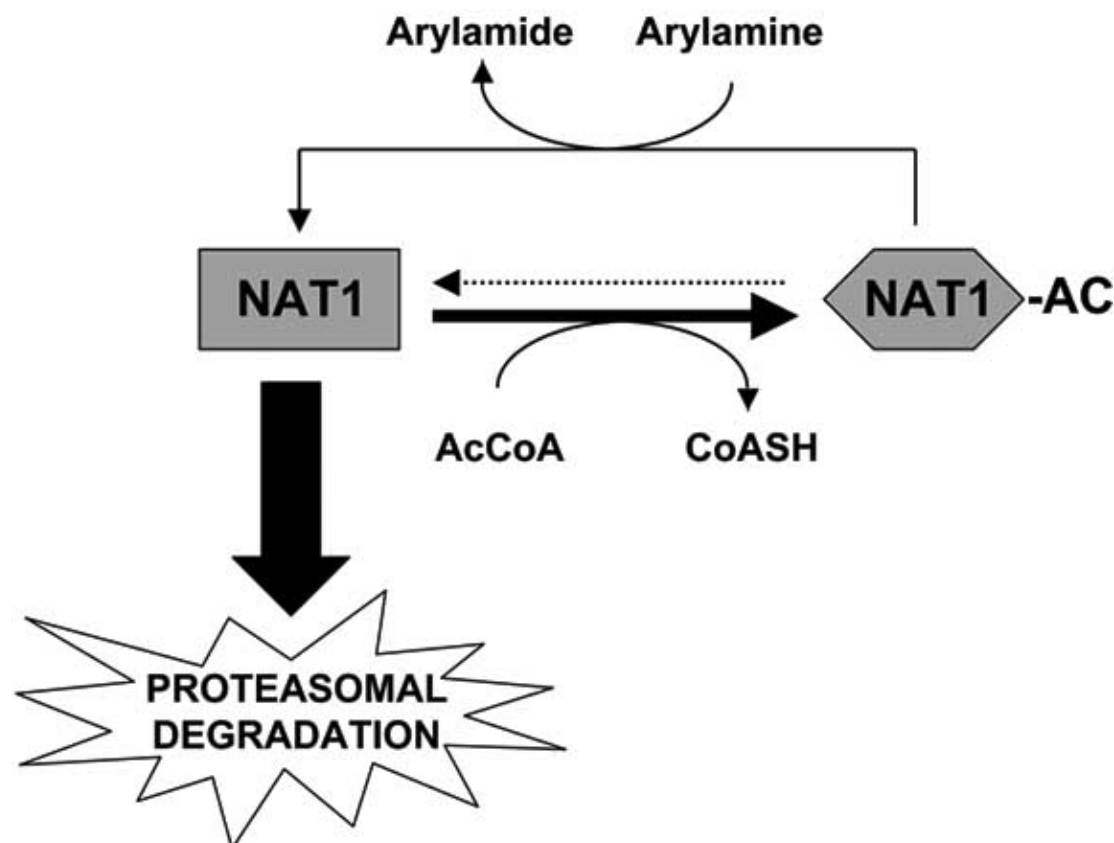 Arylamide Arylamine
NAT1
NAT1 -AC
AcCoA CoASH
PROTEASOMAL
DEGRADATION